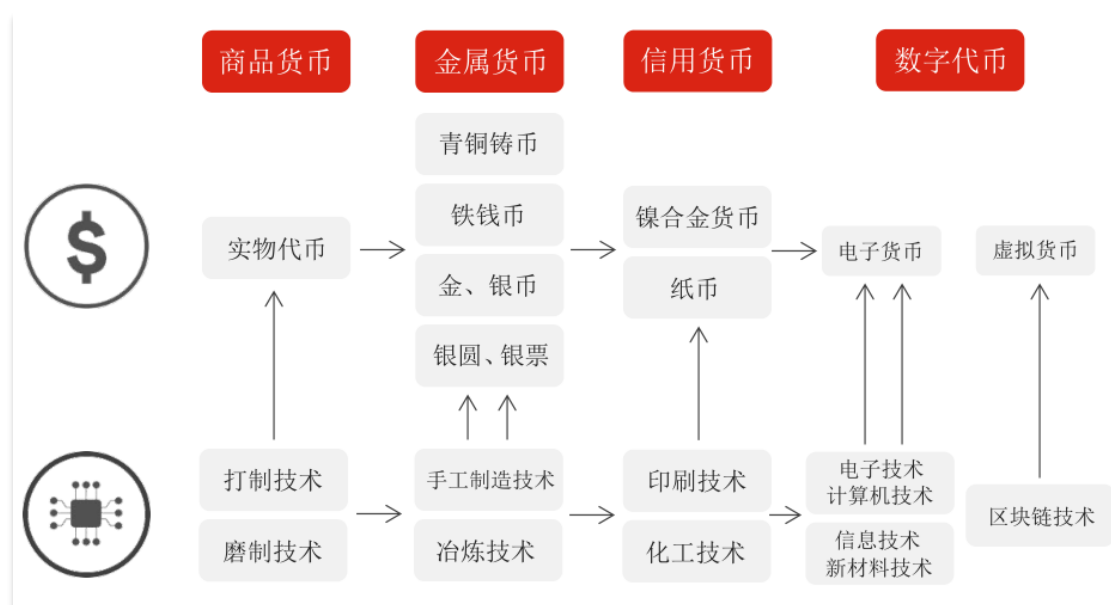 商品货币
金属货币
信用货币
数字代币
青铜铸币
铁钱币
金、银币
银圆、银票
实物代币
镍合金货币
纸币
电子货币
虚拟货币
$
打制技术
磨制技术
手工制造技术
冶炼技术
印刷技术
化工技术
电子技术
计算机技术
信息技术
新材料技术
区块链技术